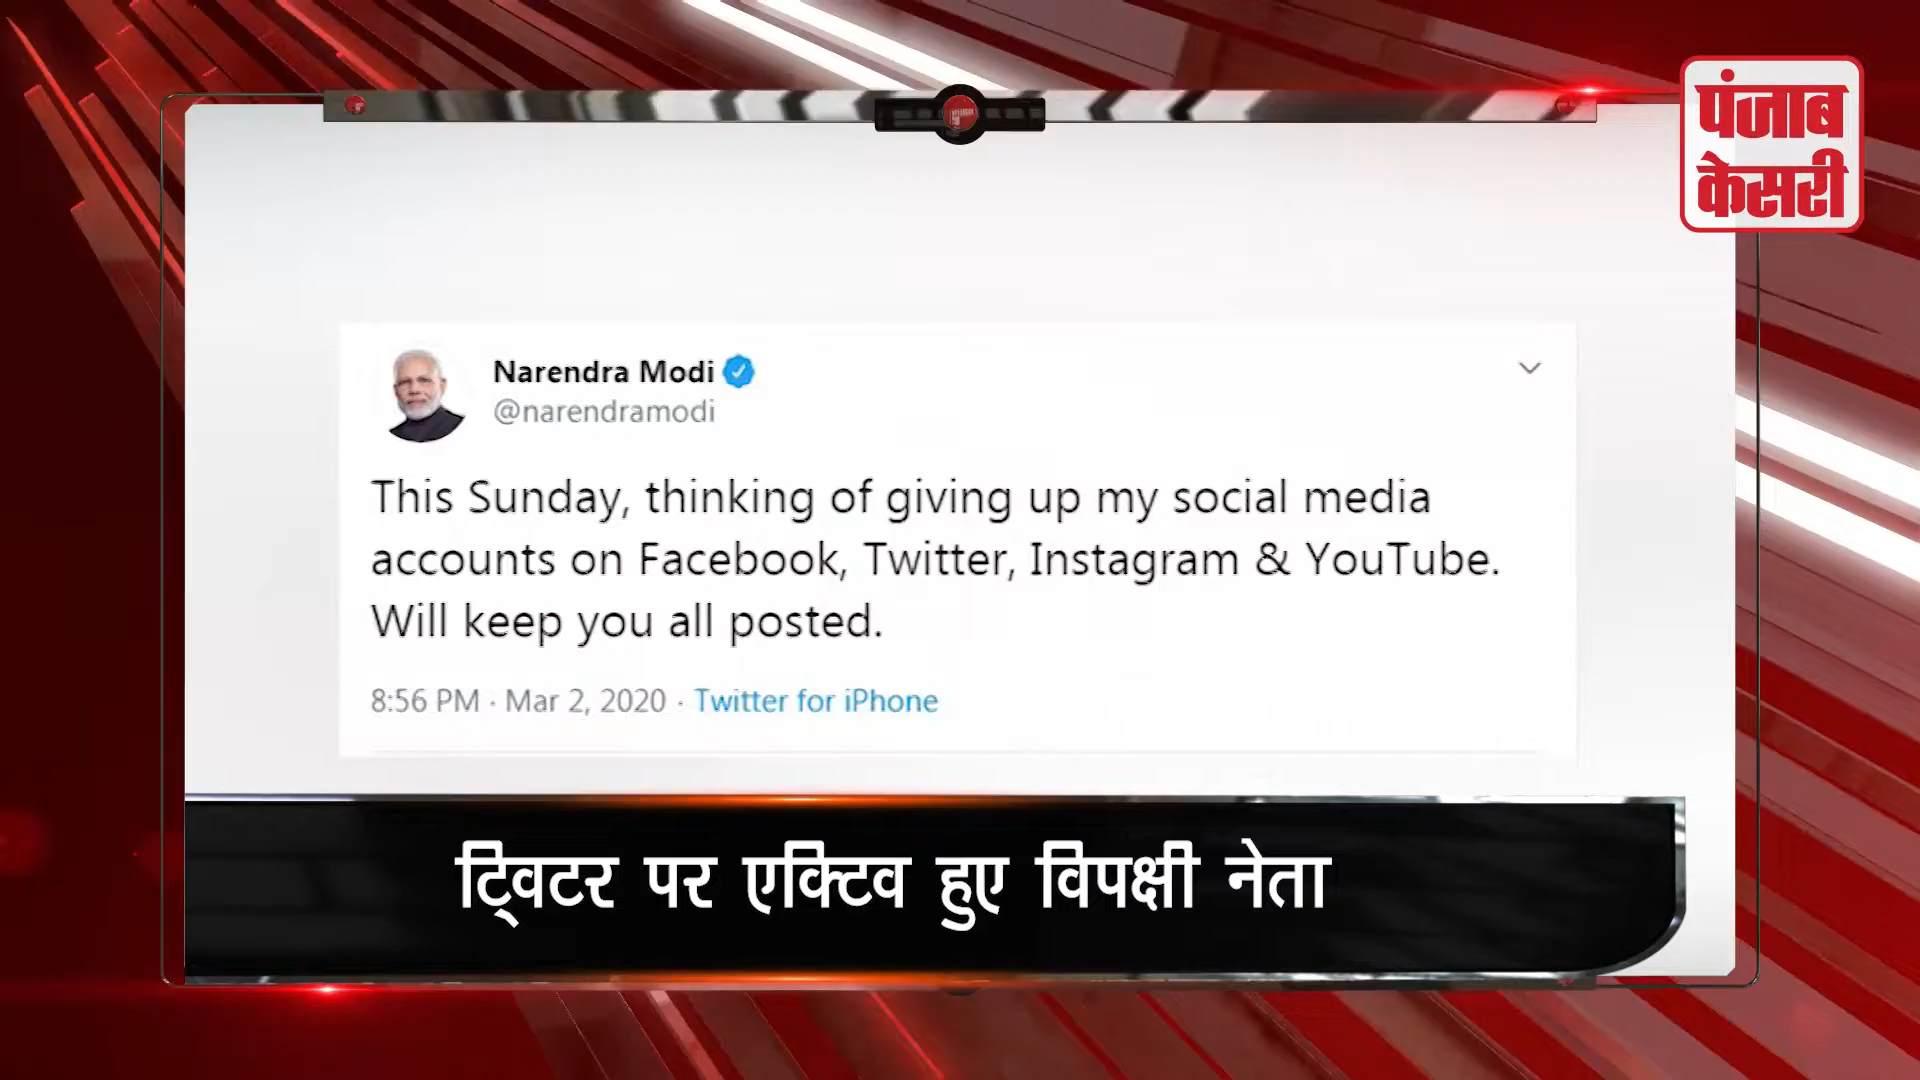 पंजाब
केसरी
Narendra Modi
@narendramodi
This Sunday, thinking of giving up my social media
accounts on Facebook, Twitter, Instagram & YouTube.
Will keep you all posted.
8:56 PM · Mar 2, 2020 · Twitter for iPhone
ट्विटर पर एक्टिव हुए विपक्षी नेता